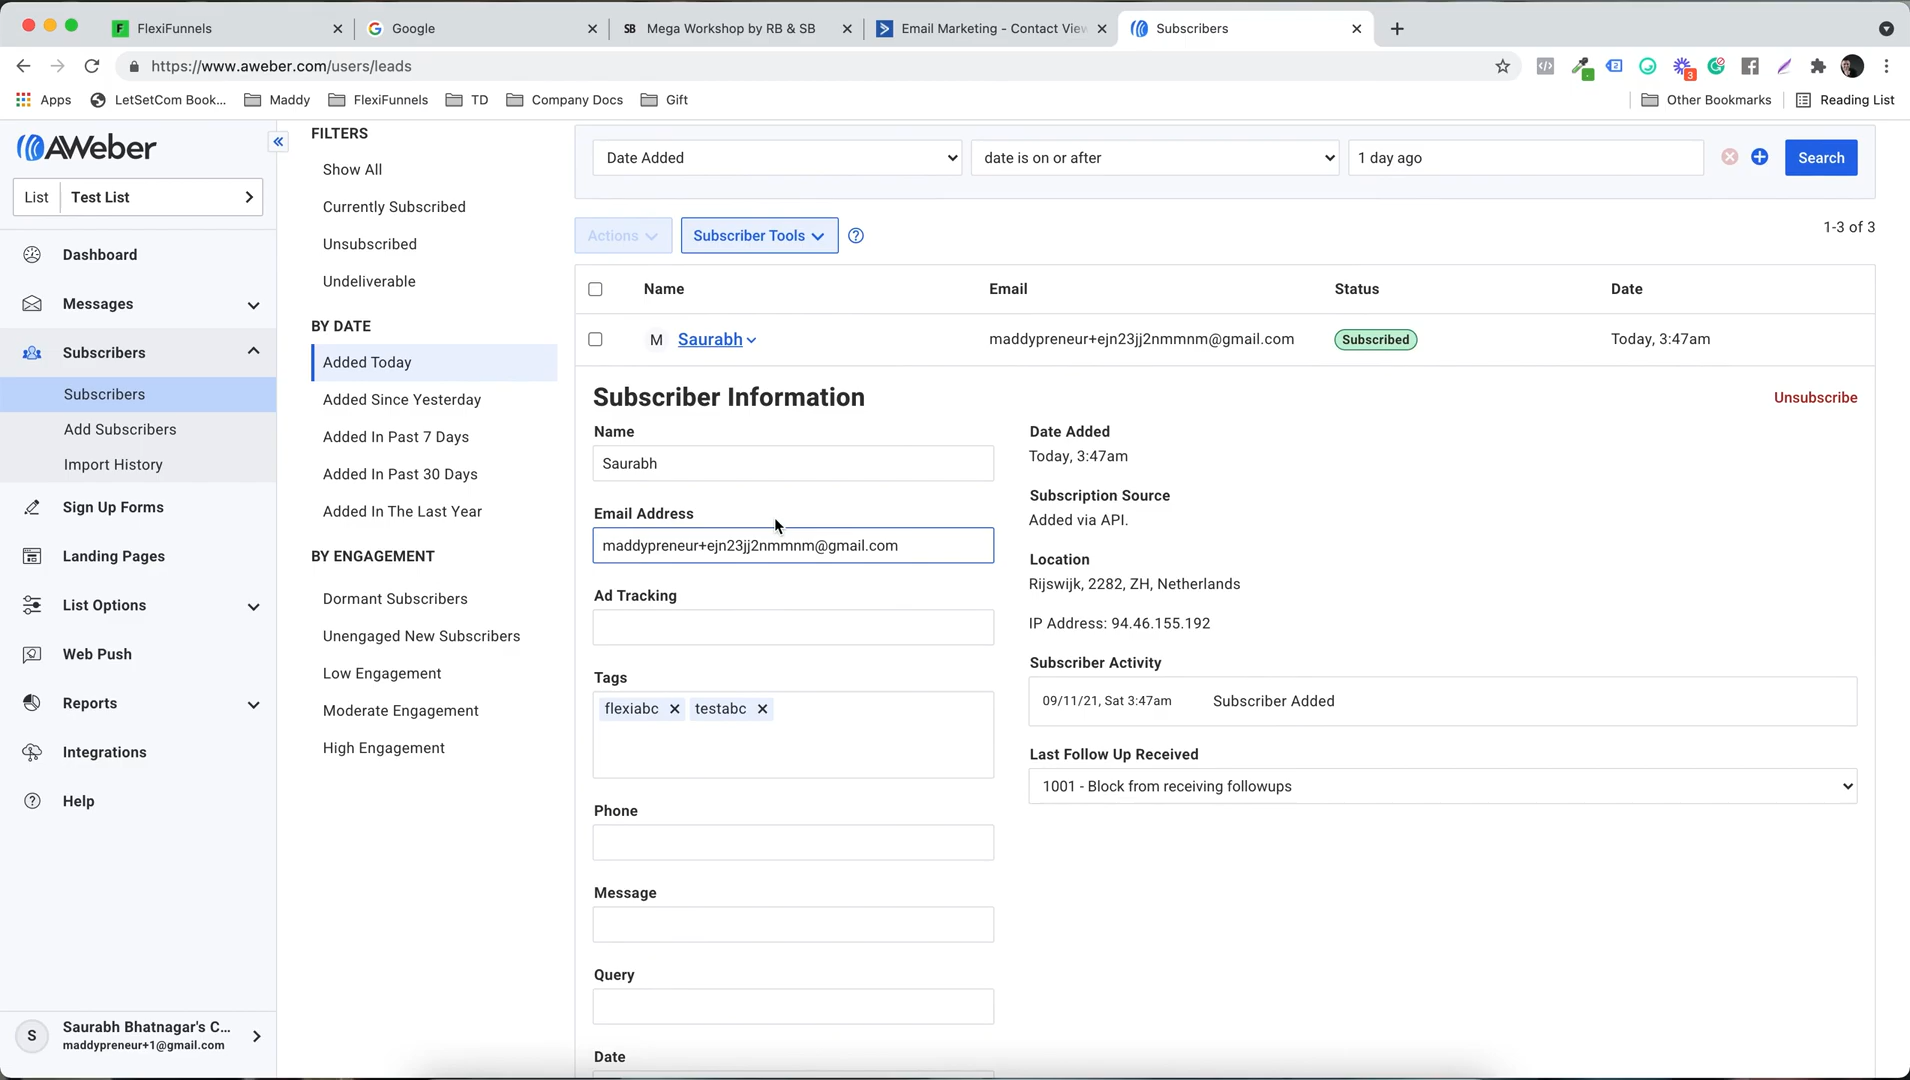 FlexiFunnels
Google
SB Mega Workshop by RB & SB
Email Marketing - Contact View
Subscribers
https://www.aweber.com/users/leads
Apps
LetSetCom Book...
Maddy
FlexiFunnels
TD
Company Docs
Gift
Other Bookmarks
Reading List
AWeber
List Test List
Dashboard
Messages
Subscribers
Subscribers
Add Subscribers
Import History
Sign Up Forms
Landing Pages
List Options
Web Push
Reports
Integrations
Help
S
Saurabh Bhatnagar's C...
maddypreneur+1@gmail.com
FILTERS
Show All
Currently Subscribed
Unsubscribed
Undeliverable
BY DATE
Added Today
Added Since Yesterday
Added In Past 7 Days
Added In Past 30 Days
Added In The Last Year
BY ENGAGEMENT
Dormant Subscribers
Unengaged New Subscribers
Low Engagement
Moderate Engagement
High Engagement
Date Added
date is on or after
1 day ago
Search
Actions
Subscriber Tools
1-3 of 3
Name Email Status Date
M Saurabh maddypreneur+ejn23jj2nmmnm@gmail.com Subscribed Today, 3:47am
Subscriber Information
Unsubscribe
Name
Saurabh
Email Address
maddypreneur+ejn23jj2nmmnm@gmail.com
Ad Tracking
Tags
flexiabc ✕ testabc ✕
Phone
Message
Query
Date
Date Added
Today, 3:47am
Subscription Source
Added via API.
Location
Rijswijk, 2282, ZH, Netherlands
IP Address: 94.46.155.192
Subscriber Activity
09/11/21, Sat 3:47am Subscriber Added
Last Follow Up Received
1001 - Block from receiving followups